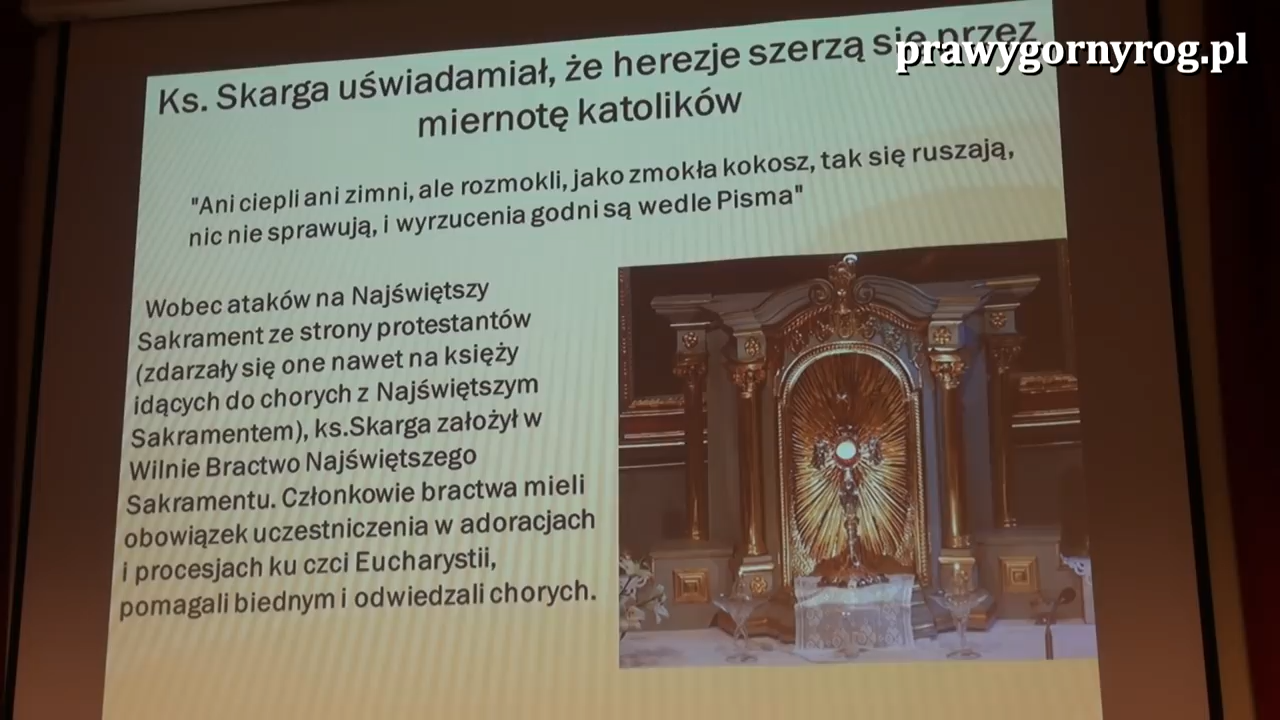 prawygornyrog.pl
Ks. Skarga uświadamiał, że herezje szerzą się przez
miernotę katolików
"Ani ciepli ani zimni, ale rozmokli, jako zmokła kokosz, tak się ruszają,
nic nie sprawują, i wyrzucenia godni są wedle Pisma"
Wobec ataków na Najświętszy
Sakrament ze strony protestantów
(zdarzały się one nawet na księży
idących do chorych z Najświętszym
Sakramentem), ks.Skarga założył w
Wilnie Bractwo Najświętszego
Sakramentu. Członkowie bractwa mieli
obowiązek uczestniczenia w adoracjach
i procesjach ku czci Eucharystii,
pomagali biednym i odwiedzali chorych.